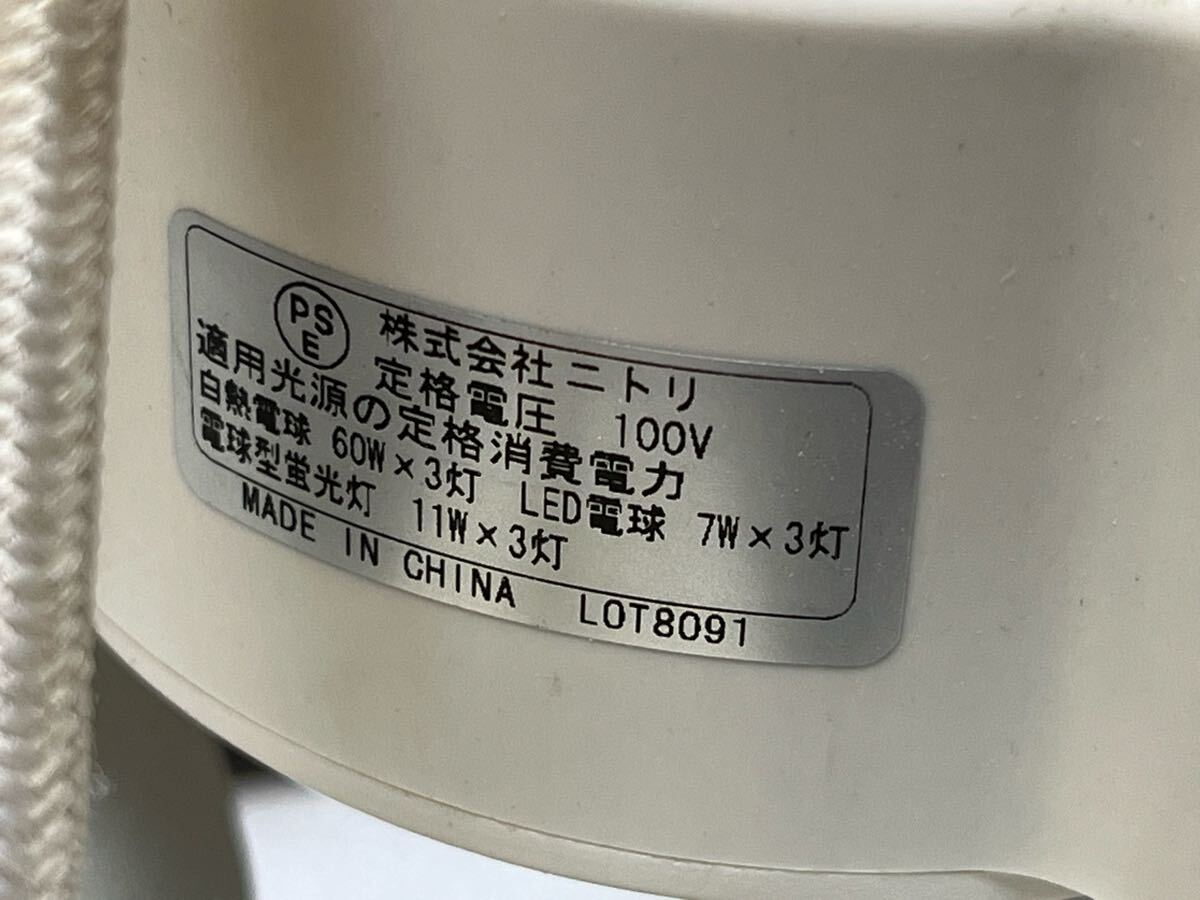 PSE 株式会社ニトリ
定格電圧 100V
適用光源の定格消費電力
白熱電球 60W×3灯 LED電球 7W×3灯
電球型蛍光灯 11W×3灯
MADE IN CHINA LOT8091